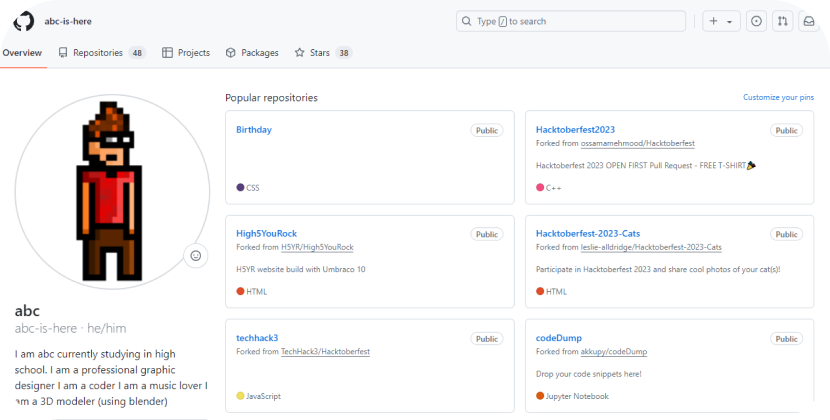 abc-is-here
Type / to search
Overview
Repositories 48
Projects
Packages
Stars 38
Popular repositories
Customize your pins
Birthday
Public
CSS
Hacktoberfest2023
Public
Forked from ossamamehmood/Hacktoberfest
Hacktoberfest 2023 OPEN FIRST Pull Request - FREE T-SHIRT🎉
C++
High5YouRock
Public
Forked from H5YR/High5YouRock
H5YR website build with Umbraco 10
HTML
Hacktoberfest-2023-Cats
Public
Forked from leslie-alldridge/Hacktoberfest-2023-Cats
Participate in Hacktoberfest 2023 and share cool photos of your cat(s)!
HTML
techhack3
Public
Forked from TechHack3/Hacktoberfest
JavaScript
codeDump
Public
Forked from akkupy/codeDump
Drop your code snippets here!
Jupyter Notebook
abc
abc-is-here · he/him
I am abc currently studying in high
school. I am a professional graphic
designer I am a coder I am a music lover I
am a 3D modeler (using blender)